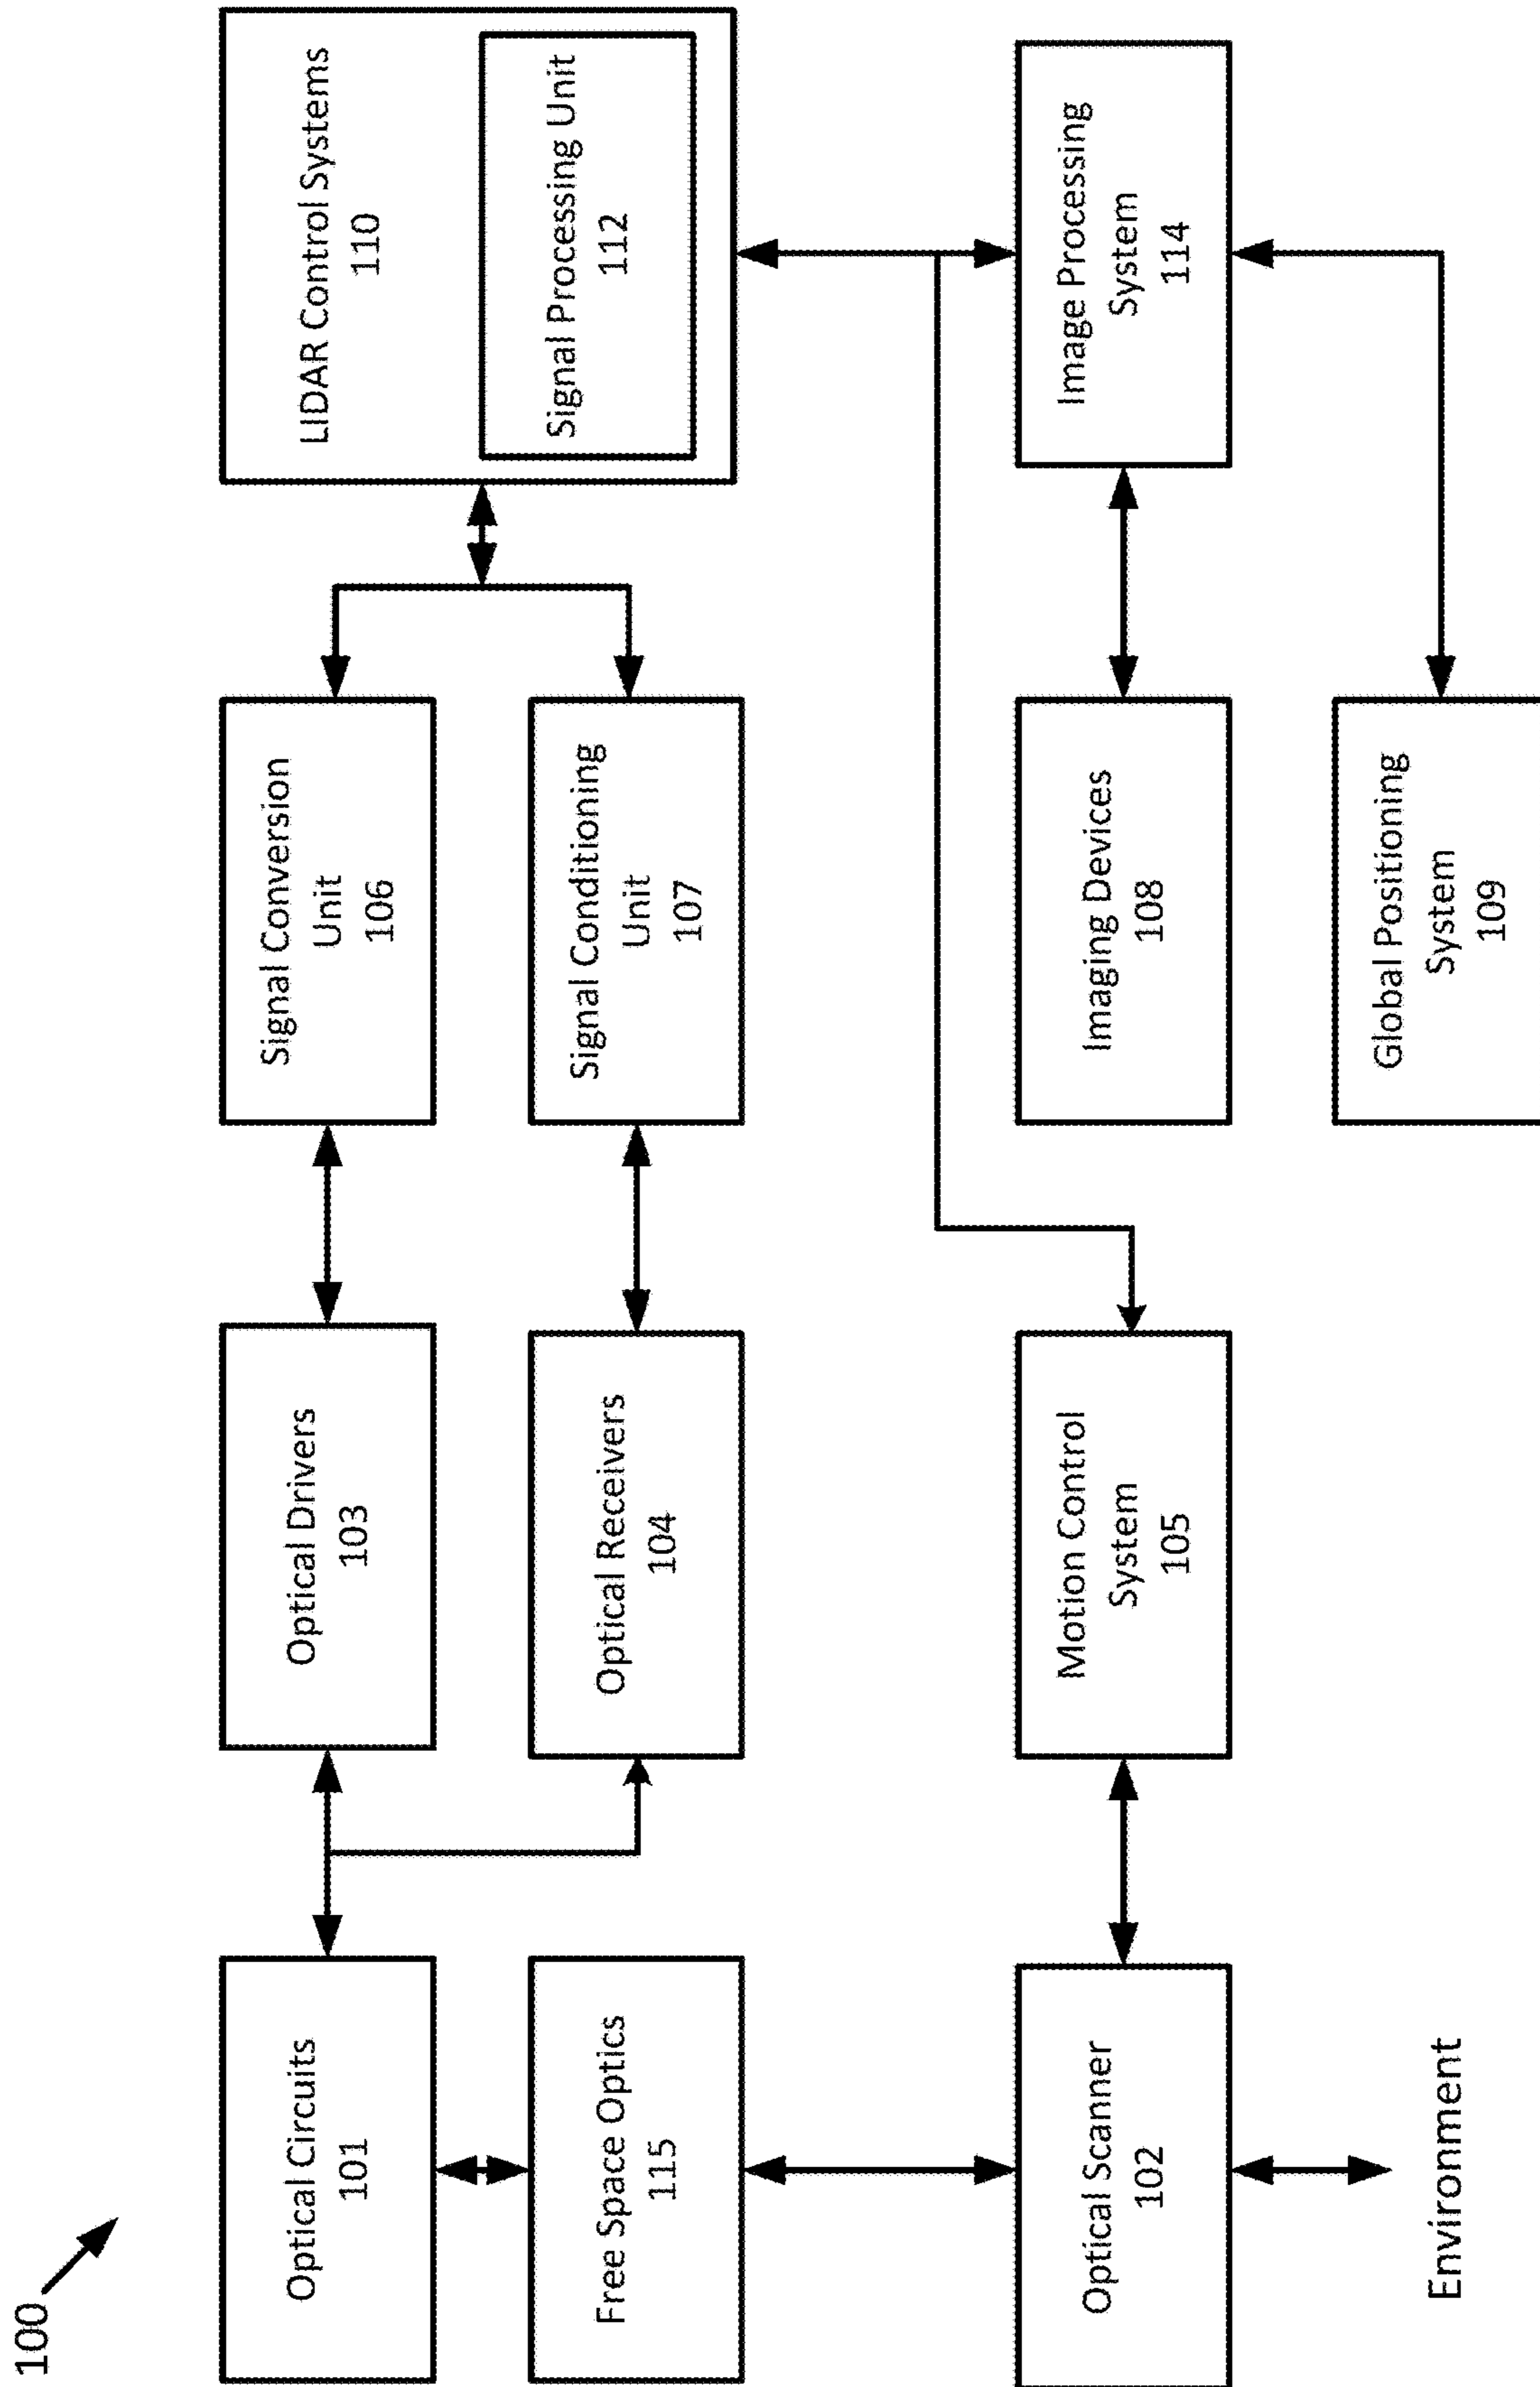 100
Optical Circuits
101
Optical Drivers
103
Signal Conversion
Unit
106
LIDAR Control Systems
110
Signal Processing Unit
112
Free Space Optics
115
Optical Receivers
104
Signal Conditioning
Unit
107
Optical Scanner
102
Motion Control
System
105
Imaging Devices
108
Image Processing
System
114
Environment
Global Positioning
System
109